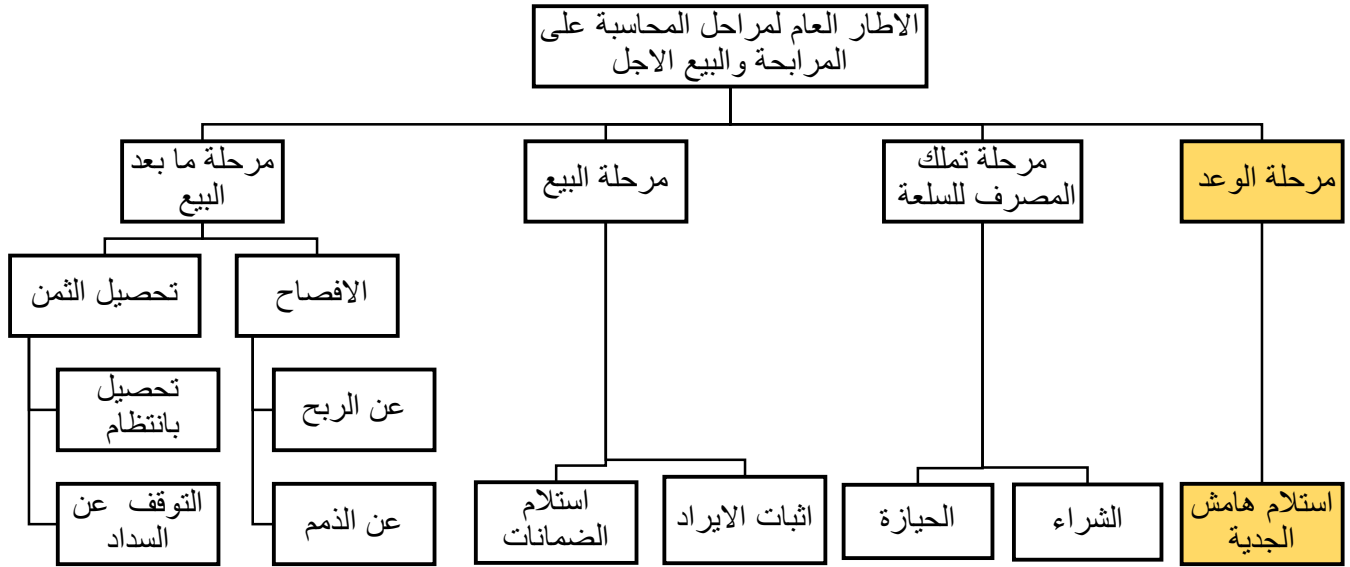 الاطار العام لمراحل المحاسبة على
المرابحة والبيع الاجل
مرحلة الوعد
مرحلة تملك
المصرف للسلعة
مرحلة البيع
مرحلة ما بعد
البيع
استلام هامش
الجدية
الشراء
الحيازة
اثبات الايراد
استلام
الضمانات
الافصاح
عن الربح
عن الذمم
تحصيل الثمن
تحصيل
بانتظام
التوقف عن
السداد